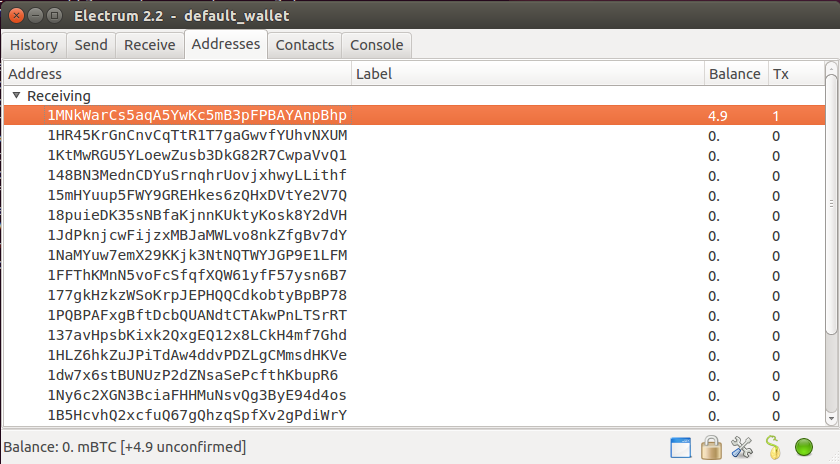 Electrum 2.2 - default_wallet
History Send Receive Addresses Contacts Console
Address Label Balance Tx
Receiving
1MNkWarCs5aqA5YwKc5mB3pFPBAYAnpBhp 4.9 1
1HR45KrGnCnvCqTtR1T7gaGwvfYUhvNXUM 0. 0
1KtMwRGU5YLoewZusb3DkG82R7CwpaVvQ1 0. 0
148BN3MednCDYuSrnqhrUovjxhwyLLithf 0. 0
15mHYuup5FWY9GREHkes6zQHxDVtYe2V7Q 0. 0
18puieDK35sNBfaKjnnKUktyKosk8Y2dVH 0. 0
1JdPknjcwFijzxMBJaMWLvo8nkZfgBv7dY 0. 0
1NaMYuw7emX29KKjk3NtNQTWYJGP9E1LFM 0. 0
1FFThKMnN5voFcSfqfXQW61yfF57ysn6B7 0. 0
177gkHzkzWSoKrpJEPHQQCdkobtyBpBP78 0. 0
1PQBPAFxgBftDcbQUANdtCTAkwPnLTSrRT 0. 0
137avHpsbKixk2QxgEQ12x8LCkH4mf7Ghd 0. 0
1HLZ6hkZuJPiTdAw4ddvPDZLgCMmsdHKVe 0. 0
1dw7x6stBUNUzP2dZNsaSePcfthKbupR6 0. 0
1Ny6c2XGN3BciaFHHMuNsvQg3ByE94d4os 0. 0
1B5HcvhQ2xcfuQ67gQhzqSpfXv2gPdiWrY 0. 0
Balance: 0. mBTC [+4.9 unconfirmed]